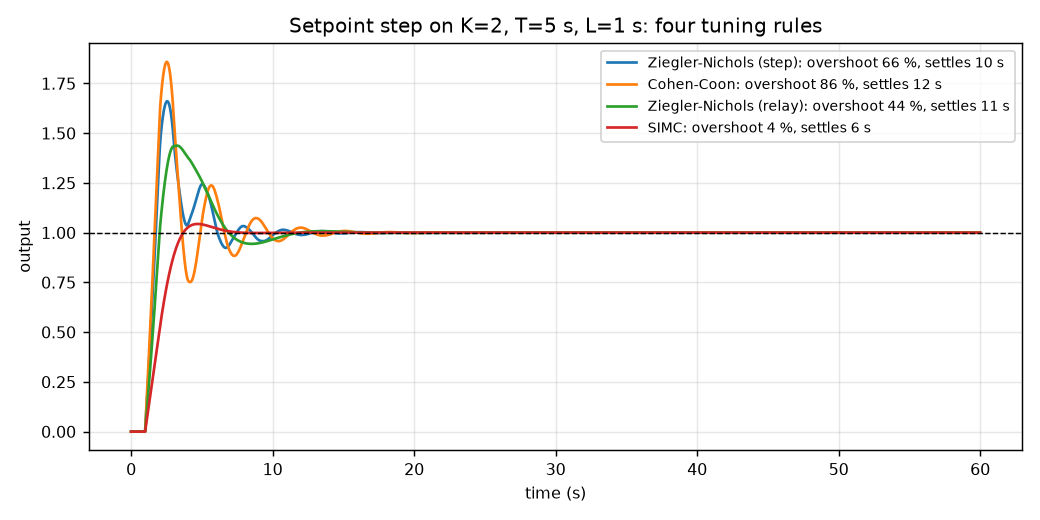 Setpoint step on K=2, T=5 s, L=1 s: four tuning rules
Ziegler-Nichols (step): overshoot 66 %, settles 10 s
Cohen-Coon: overshoot 86 %, settles 12 s
Ziegler-Nichols (relay): overshoot 44 %, settles 11 s
SIMC: overshoot 4 %, settles 6 s
output
1.75
1.50
1.25
1.00
0.75
0.50
0.25
0.00
0 10 20 30 40 50 60
time (s)